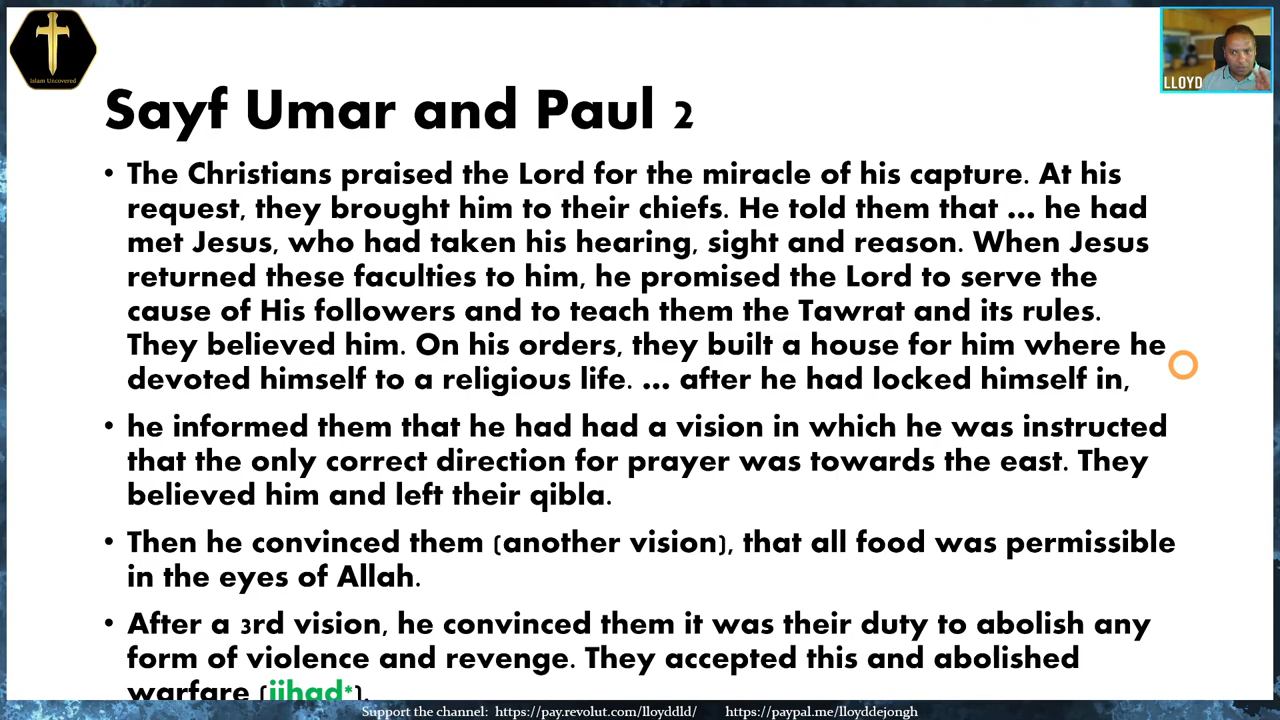 Islam Uncovered
LLOYD
Sayf Umar and Paul 2
• The Christians praised the Lord for the miracle of his capture. At his
request, they brought him to their chiefs. He told them that ... he had
met Jesus, who had taken his hearing, sight and reason. When Jesus
returned these faculties to him, he promised the Lord to serve the
cause of His followers and to teach them the Tawrat and its rules.
They believed him. On his orders, they built a house for him where he
devoted himself to a religious life. ... after he had locked himself in,
• he informed them that he had had a vision in which he was instructed
that the only correct direction for prayer was towards the east. They
believed him and left their qibla.
• Then he convinced them (another vision), that all food was permissible
in the eyes of Allah.
• After a 3rd vision, he convinced them it was their duty to abolish any
form of violence and revenge. They accepted this and abolished
warfare (jihad*).
Support the channel: https://pay.revolut.com/lloyddld/ https://paypal.me/lloyddejongh